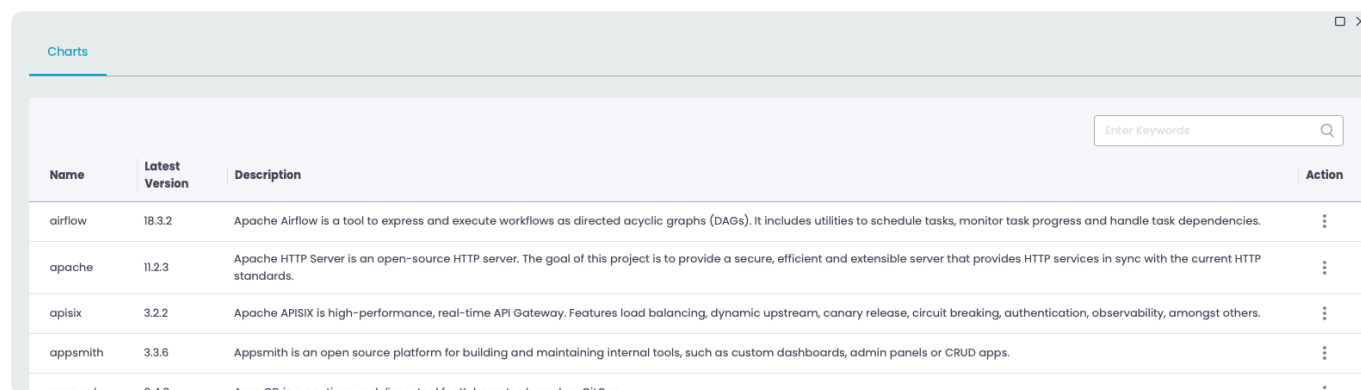 Charts
Enter Keywords
Name
Latest
Version
Description
Action
airflow
18.3.2
Apache Airflow is a tool to express and execute workflows as directed acyclic graphs (DAGs). It includes utilities to schedule tasks, monitor task progress and handle task dependencies.
apache
11.2.3
Apache HTTP Server is an open-source HTTP server. The goal of this project is to provide a secure, efficient and extensible server that provides HTTP services in sync with the current HTTP
standards.
apisix
3.2.2
Apache APISIX is high-performance, real-time API Gateway. Features load balancing, dynamic upstream, canary release, circuit breaking, authentication, observability, amongst others.
appsmith
3.3.6
Appsmith is an open source platform for building and maintaining internal tools, such as custom dashboards, admin panels or CRUD apps.